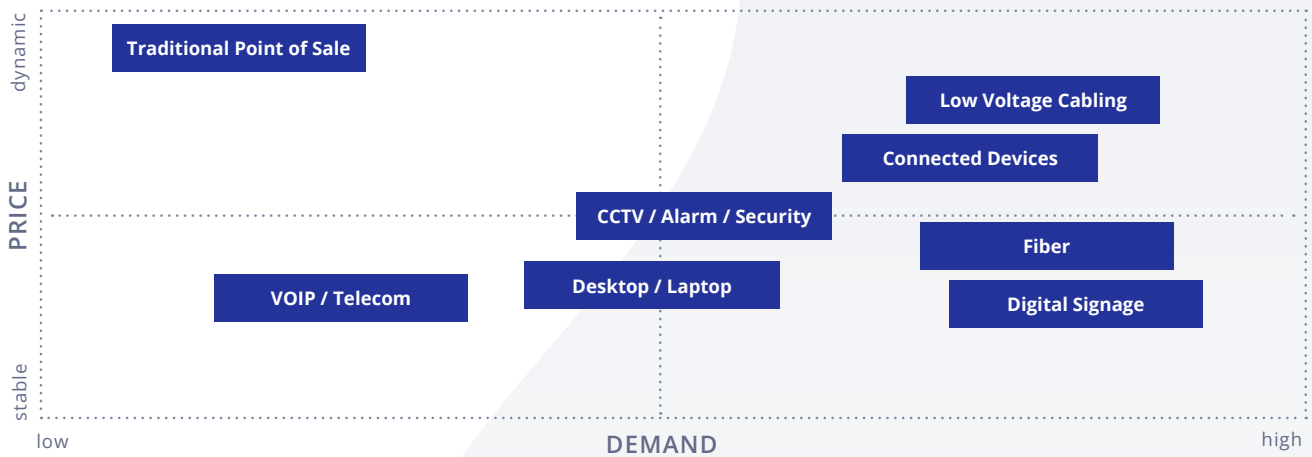 dynamic
Traditional Point of Sale
Low Voltage Cabling
Connected Devices
PRICE
CCTV / Alarm / Security
Fiber
VOIP / Telecom
Desktop / Laptop
Digital Signage
stable
low
DEMAND
high